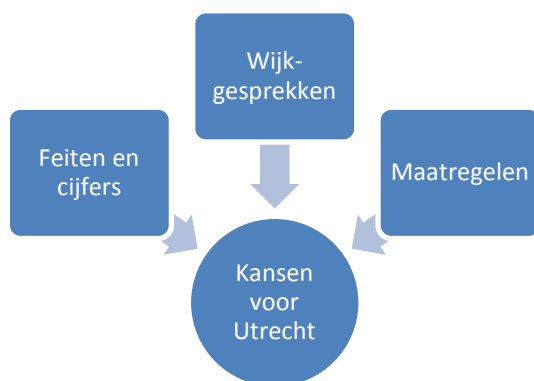 Wijk-
gesprekken
Feiten en
cijfers
Maatregelen
Kansen
voor
Utrecht